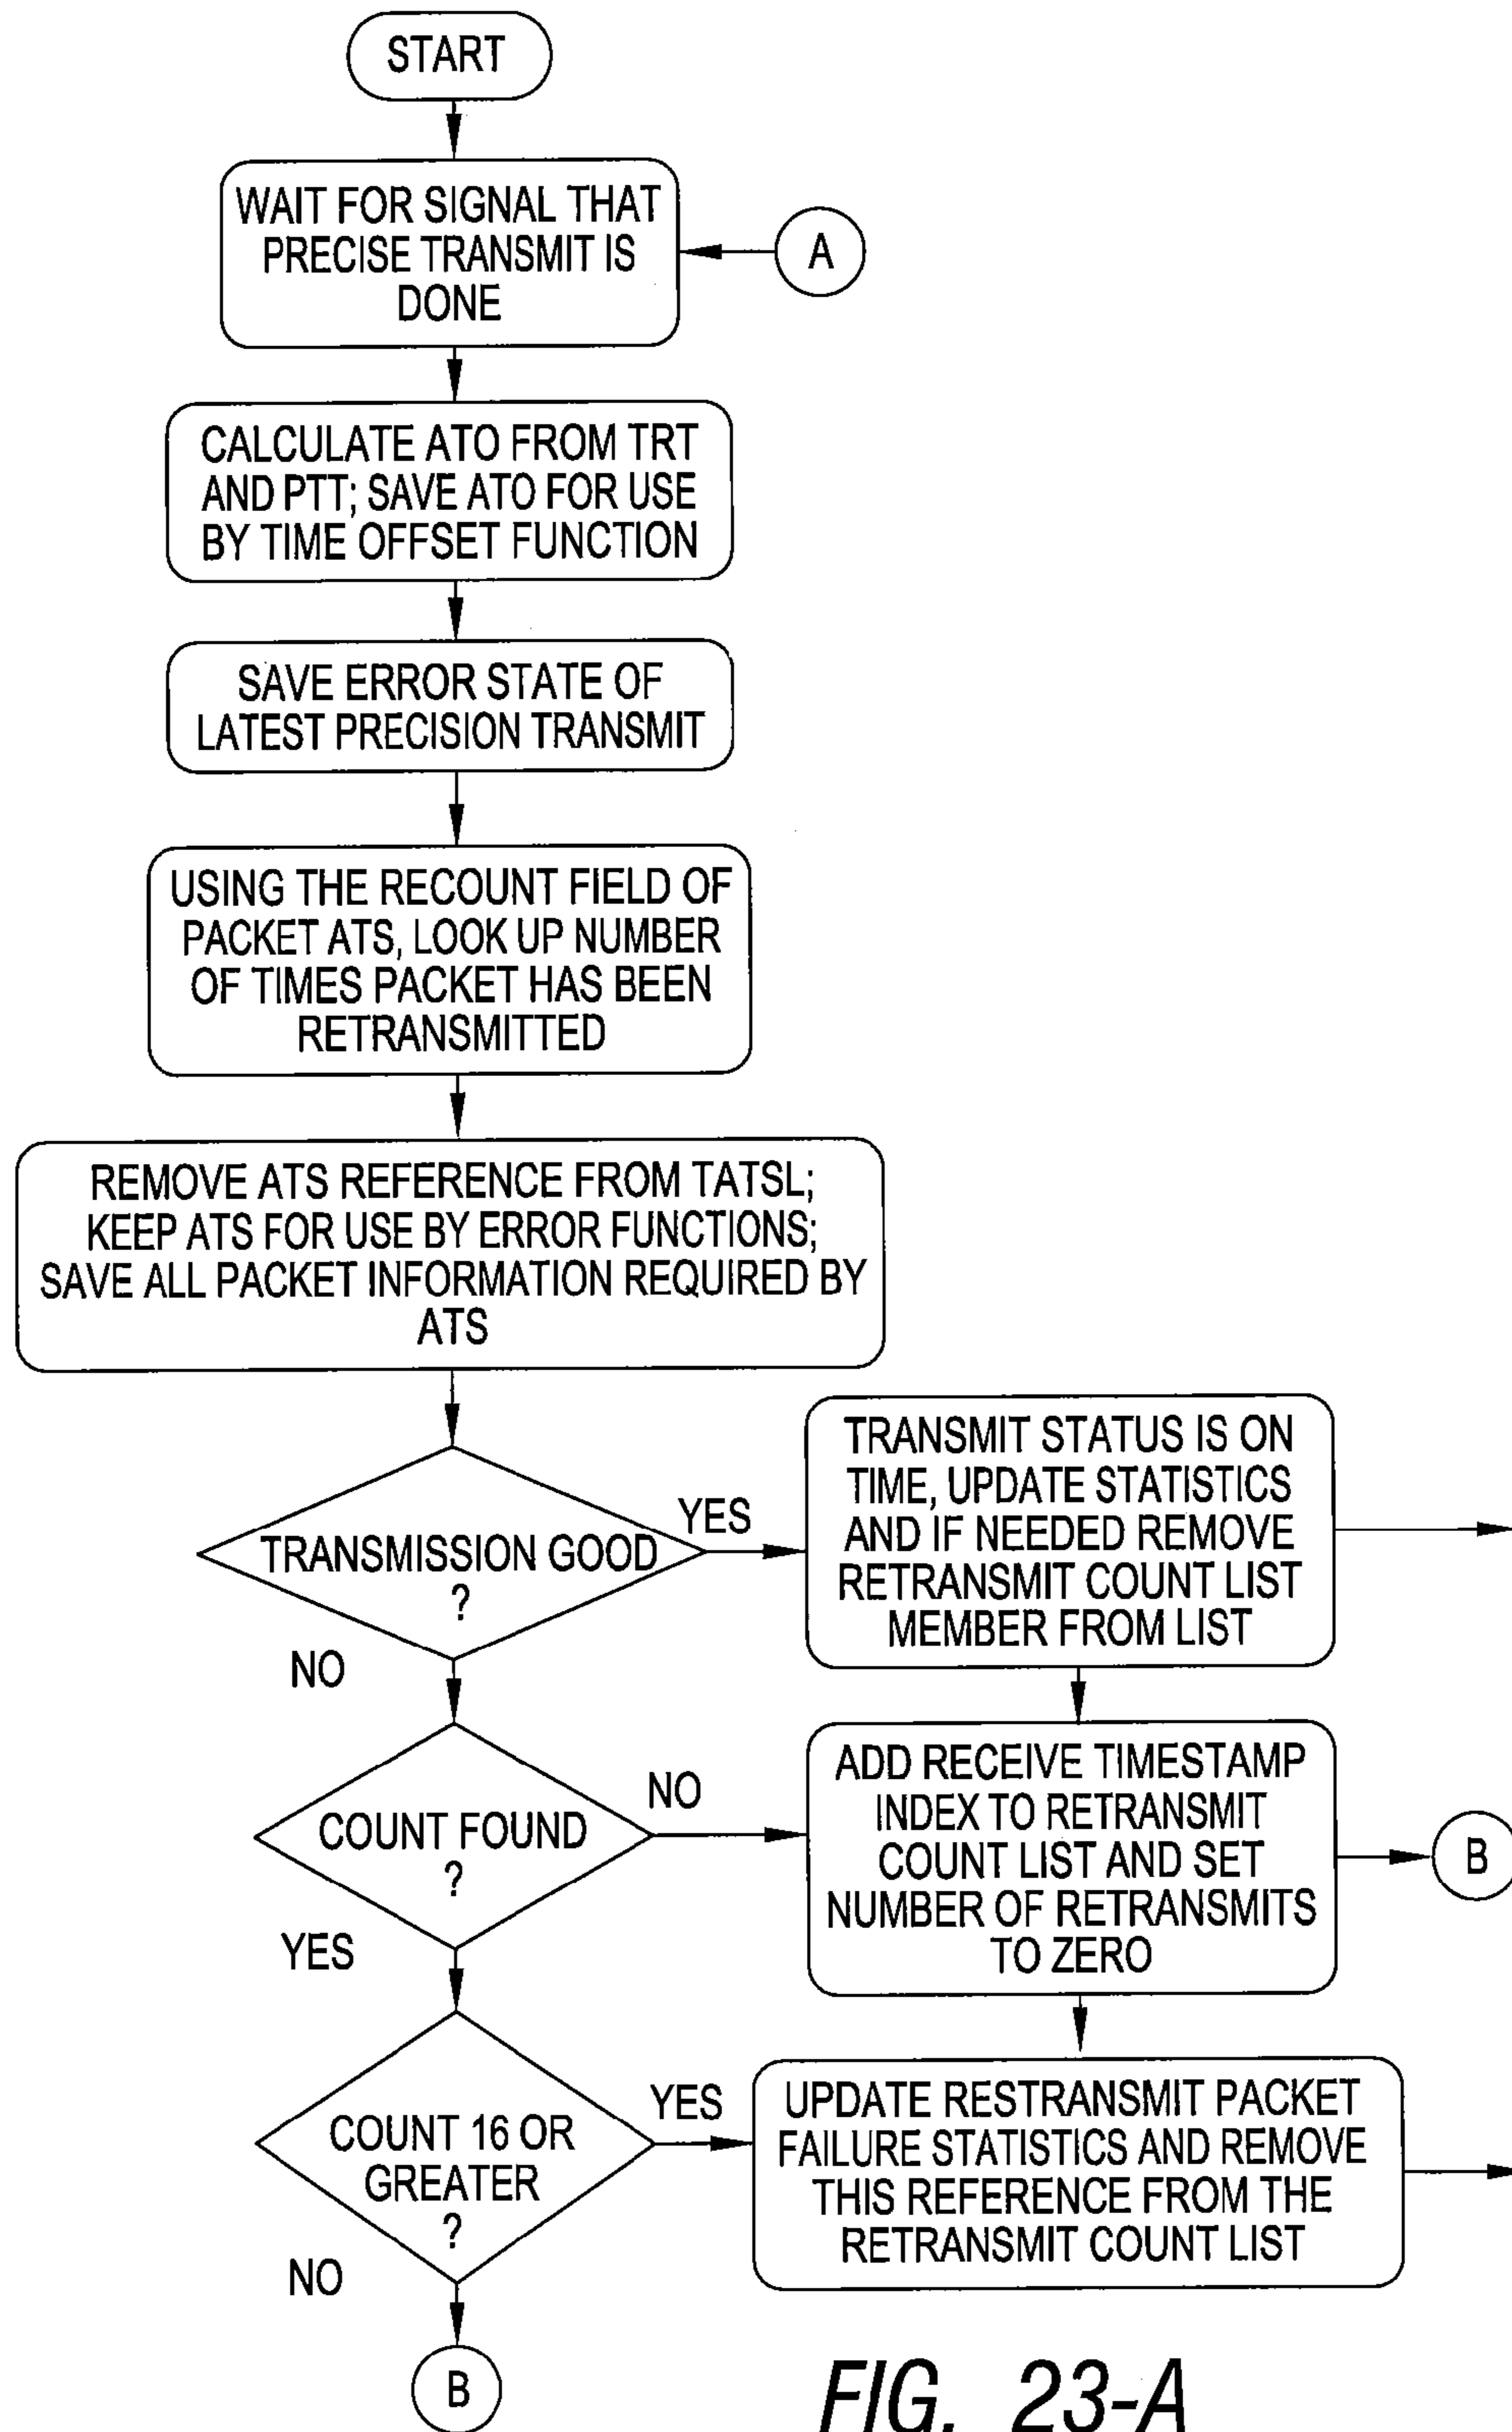 START
WAIT FOR SIGNAL THAT
PRECISE TRANSMIT IS
DONE
A
CALCULATE ATO FROM TRT
AND PTT; SAVE ATO FOR USE
BY TIME OFFSET FUNCTION
SAVE ERROR STATE OF
LATEST PRECISION TRANSMIT
USING THE RECOUNT FIELD OF
PACKET ATS, LOOK UP NUMBER
OF TIMES PACKET HAS BEEN
RETRANSMITTED
REMOVE ATS REFERENCE FROM TATSL;
KEEP ATS FOR USE BY ERROR FUNCTIONS;
SAVE ALL PACKET INFORMATION REQUIRED BY
ATS
TRANSMISSION GOOD
?
YES
NO
TRANSMIT STATUS IS ON
TIME, UPDATE STATISTICS
AND IF NEEDED REMOVE
RETRANSMIT COUNT LIST
MEMBER FROM LIST
COUNT FOUND
?
NO
YES
ADD RECEIVE TIMESTAMP
INDEX TO RETRANSMIT
COUNT LIST AND SET
NUMBER OF RETRANSMITS
TO ZERO
B
COUNT 16 OR
GREATER
?
YES
NO
UPDATE RESTRANSMIT PACKET
FAILURE STATISTICS AND REMOVE
THIS REFERENCE FROM THE
RETRANSMIT COUNT LIST
B
FIG. 23-A